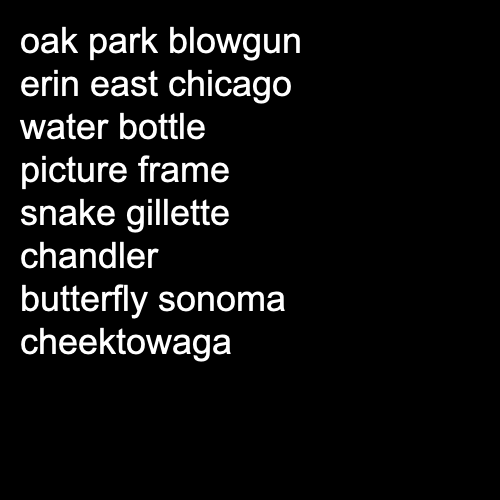 oak park blowgun
erin east chicago
water bottle
picture frame
snake gillette
chandler
butterfly sonoma
cheektowaga